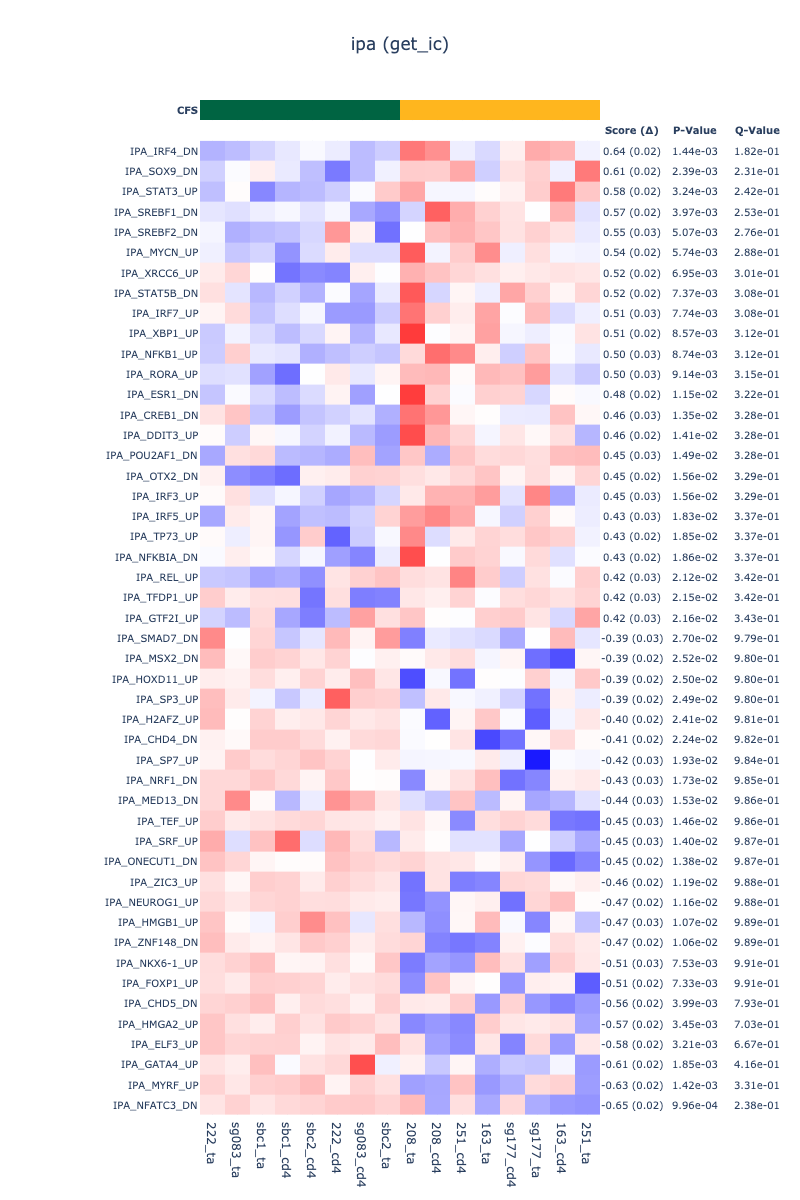 ipa (get_ic)
CFS
Score (Δ) P-Value Q-Value
IPA_IRF4_DN 0.64 (0.02) 1.44e-03 1.82e-01
IPA_SOX9_DN 0.61 (0.02) 2.39e-03 2.31e-01
IPA_STAT3_UP 0.58 (0.02) 3.24e-03 2.42e-01
IPA_SREBF1_DN 0.57 (0.02) 3.97e-03 2.53e-01
IPA_SREBF2_DN 0.55 (0.03) 5.07e-03 2.76e-01
IPA_MYCN_UP 0.54 (0.02) 5.74e-03 2.88e-01
IPA_XRCC6_UP 0.52 (0.02) 6.95e-03 3.01e-01
IPA_STAT5B_DN 0.52 (0.02) 7.37e-03 3.08e-01
IPA_IRF7_UP 0.51 (0.03) 7.74e-03 3.08e-01
IPA_XBP1_UP 0.51 (0.02) 8.57e-03 3.12e-01
IPA_NFKB1_UP 0.50 (0.03) 8.74e-03 3.12e-01
IPA_RORA_UP 0.50 (0.03) 9.14e-03 3.15e-01
IPA_ESR1_DN 0.48 (0.02) 1.15e-02 3.22e-01
IPA_CREB1_DN 0.46 (0.03) 1.35e-02 3.28e-01
IPA_DDIT3_UP 0.46 (0.02) 1.41e-02 3.28e-01
IPA_POU2AF1_DN 0.45 (0.03) 1.49e-02 3.28e-01
IPA_OTX2_DN 0.45 (0.02) 1.56e-02 3.29e-01
IPA_IRF3_UP 0.45 (0.03) 1.56e-02 3.29e-01
IPA_IRF5_UP 0.43 (0.03) 1.83e-02 3.37e-01
IPA_TP73_UP 0.43 (0.02) 1.85e-02 3.37e-01
IPA_NFKBIA_DN 0.43 (0.02) 1.86e-02 3.37e-01
IPA_REL_UP 0.42 (0.03) 2.12e-02 3.42e-01
IPA_TFDP1_UP 0.42 (0.03) 2.15e-02 3.42e-01
IPA_GTF2I_UP 0.42 (0.02) 2.16e-02 3.43e-01
IPA_SMAD7_DN -0.39 (0.03) 2.70e-02 9.79e-01
IPA_MSX2_DN -0.39 (0.02) 2.52e-02 9.80e-01
IPA_HOXD11_UP -0.39 (0.02) 2.50e-02 9.80e-01
IPA_SP3_UP -0.39 (0.02) 2.49e-02 9.80e-01
IPA_H2AFZ_UP -0.40 (0.02) 2.41e-02 9.81e-01
IPA_CHD4_DN -0.41 (0.02) 2.24e-02 9.82e-01
IPA_SP7_UP -0.42 (0.03) 1.93e-02 9.84e-01
IPA_NRF1_DN -0.43 (0.03) 1.73e-02 9.85e-01
IPA_MED13_DN -0.44 (0.03) 1.53e-02 9.86e-01
IPA_TEF_UP -0.45 (0.03) 1.46e-02 9.86e-01
IPA_SRF_UP -0.45 (0.03) 1.40e-02 9.87e-01
IPA_ONECUT1_DN -0.45 (0.02) 1.38e-02 9.87e-01
IPA_ZIC3_UP -0.46 (0.02) 1.19e-02 9.88e-01
IPA_NEUROG1_UP -0.47 (0.02) 1.16e-02 9.88e-01
IPA_HMGB1_UP -0.47 (0.03) 1.07e-02 9.89e-01
IPA_ZNF148_DN -0.47 (0.02) 1.06e-02 9.89e-01
IPA_NKX6-1_UP -0.51 (0.03) 7.53e-03 9.91e-01
IPA_FOXP1_UP -0.51 (0.02) 7.33e-03 9.91e-01
IPA_CHD5_DN -0.56 (0.02) 3.99e-03 7.93e-01
IPA_HMGA2_UP -0.57 (0.02) 3.45e-03 7.03e-01
IPA_ELF3_UP -0.58 (0.02) 3.21e-03 6.67e-01
IPA_GATA4_UP -0.61 (0.02) 1.85e-03 4.16e-01
IPA_MYRF_UP -0.63 (0.02) 1.42e-03 3.31e-01
IPA_NFATC3_DN -0.65 (0.02) 9.96e-04 2.38e-01
222_ta
sg083_ta
sbc1_ta
sbc1_cd4
sbc2_cd4
222_cd4
sg083_cd4
sbc2_ta
208_ta
208_cd4
251_cd4
163_ta
sg177_cd4
sg177_ta
163_cd4
251_ta